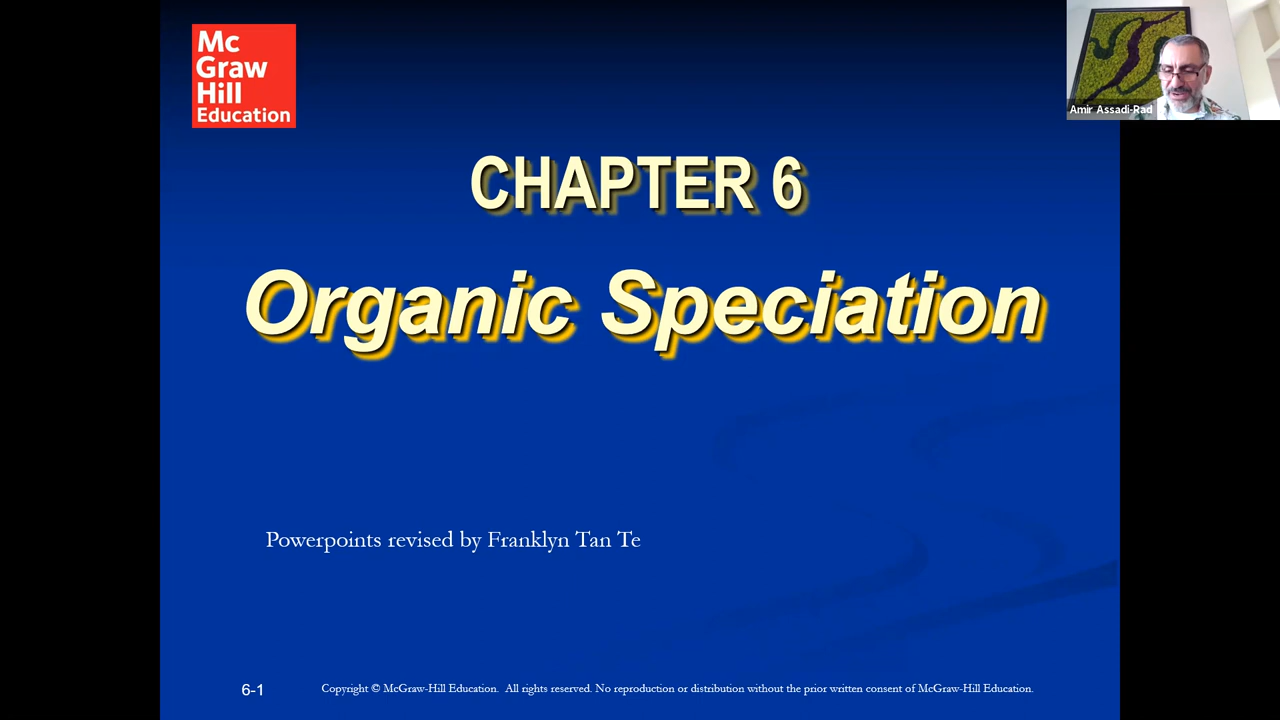 Mc
Graw
Hill
Education
Amir Assadi-Rad
CHAPTER 6
Organic Speciation
Powerpoints revised by Franklyn Tan Te
6-1
Copyright © McGraw-Hill Education. All rights reserved. No reproduction or distribution without the prior written consent of McGraw-Hill Education.